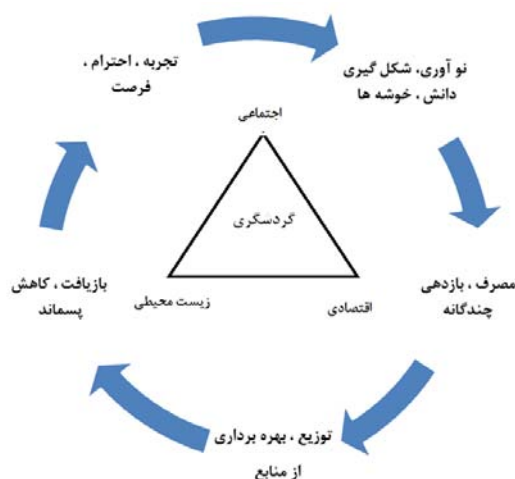 تجربه ، احترام ،
فرصت
نو آوری، شکل گیری
دانش ، خوشه ها
اجتماعی
گردسگری
زیست محیطی
اقتصادی
بازیافت ، کاهش
پسماند
مصرف ، بازدهی
چندگانه
توزیع ، بهره برداری
از منابع